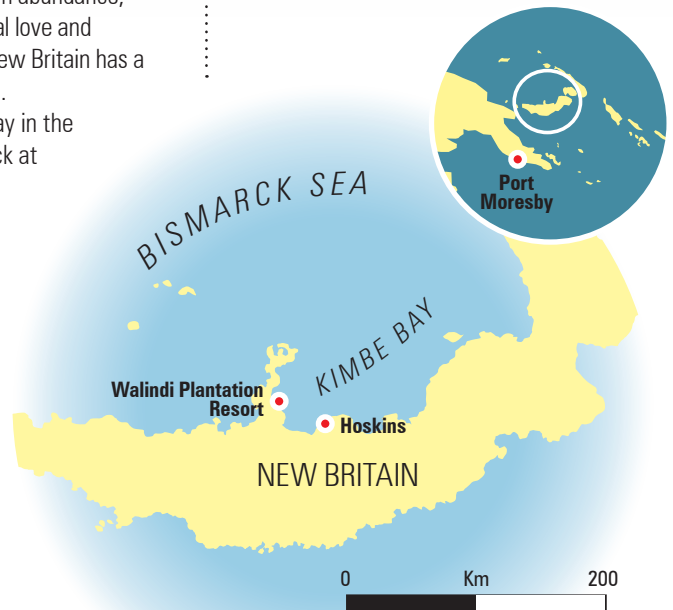 n abundance,
al love and
ew Britain has a
.
ay in the
ck at
Port
Moresby
BISMARCK SEA
KIMBE BAY
Walindi Plantation
Resort
Hoskins
NEW BRITAIN
0 Km 200